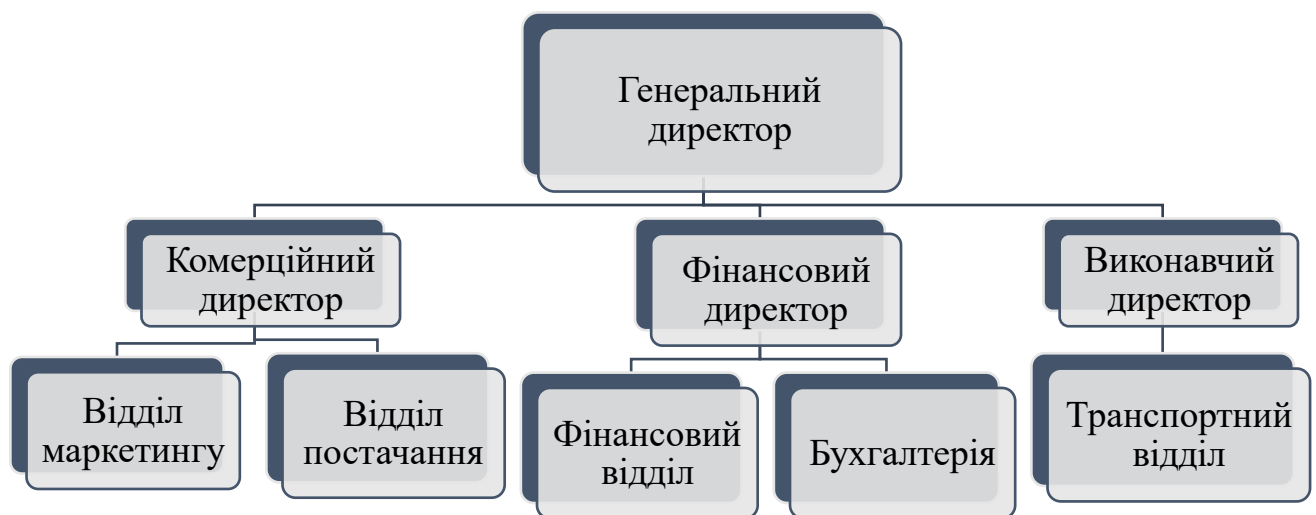 Генеральний
директор
Комерційний
директор
Фінансовий
директор
Виконавчий
директор
Відділ
маркетингу
Відділ
постачання
Фінансовий
відділ
Бухгалтерія
Транспортний
відділ